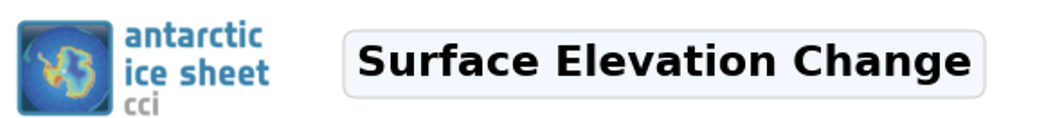 antarctic
ice sheet
cci
Surface Elevation Change